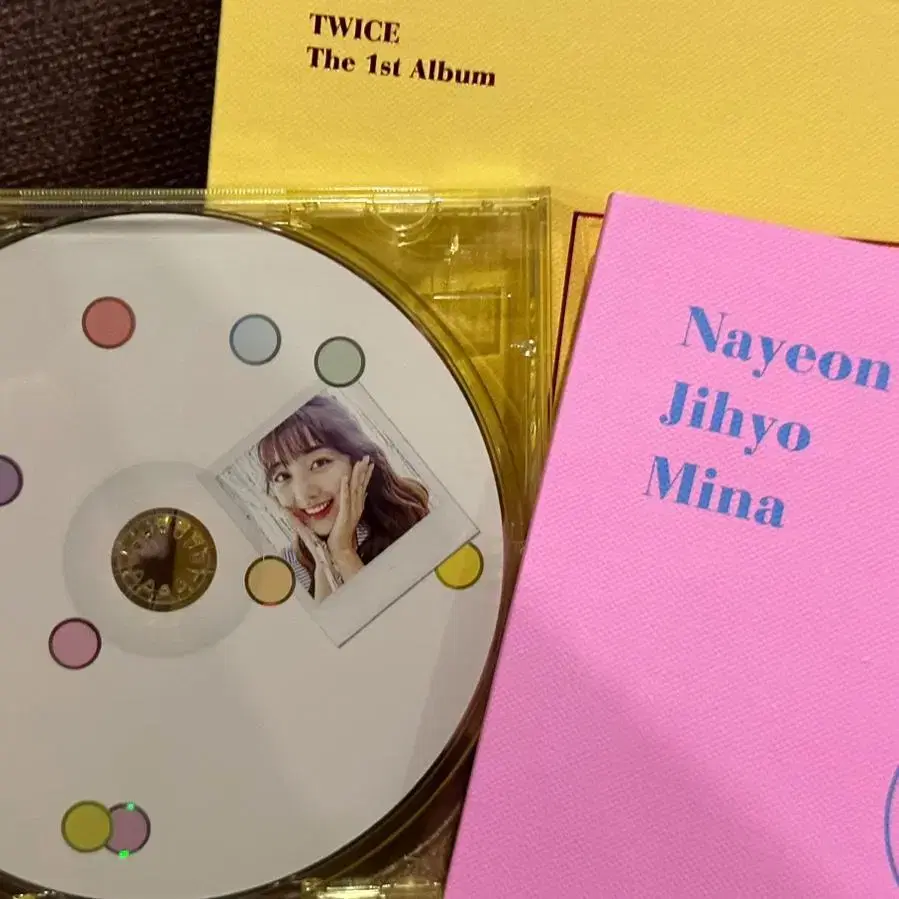 TWICE
The 1st Album
Nayeon
Jihyo
Mina